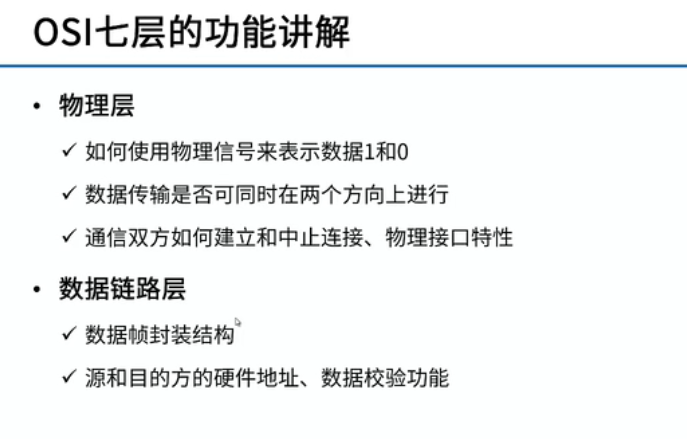 OSI七层的功能讲解
• 物理层
✓ 如何使用物理信号来表示数据1和0
✓ 数据传输是否可同时在两个方向上进行
✓ 通信双方如何建立和中止连接、物理接口特性
• 数据链路层
✓ 数据帧封装结构
✓ 源和目的方的硬件地址、数据校验功能